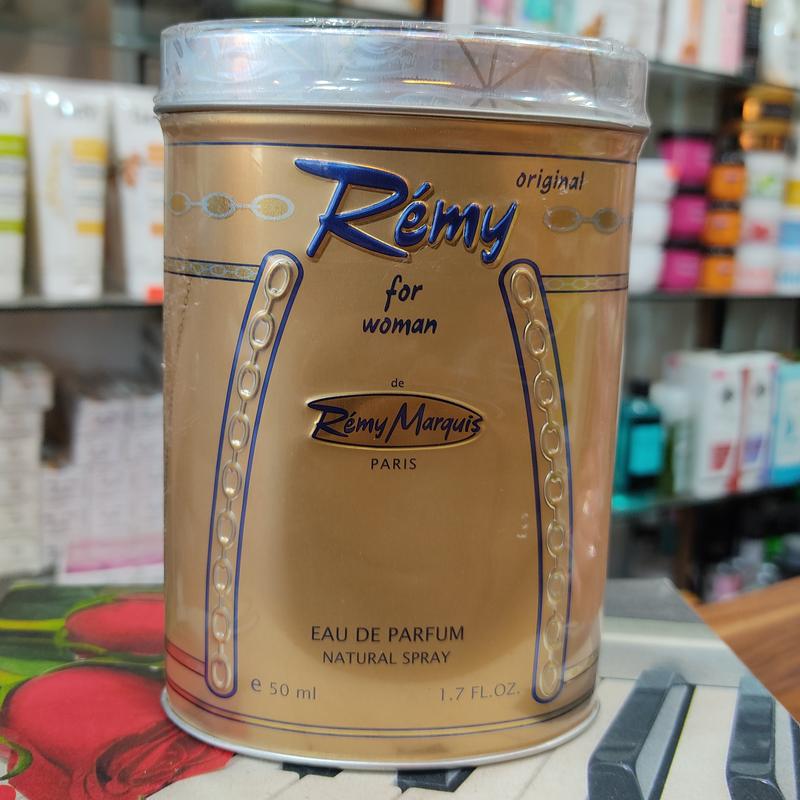 original
Rémy
for
woman
de
Rémy Marquis
PARIS
EAU DE PARFUM
NATURAL SPRAY
e 50 ml 1.7 FL.OZ.